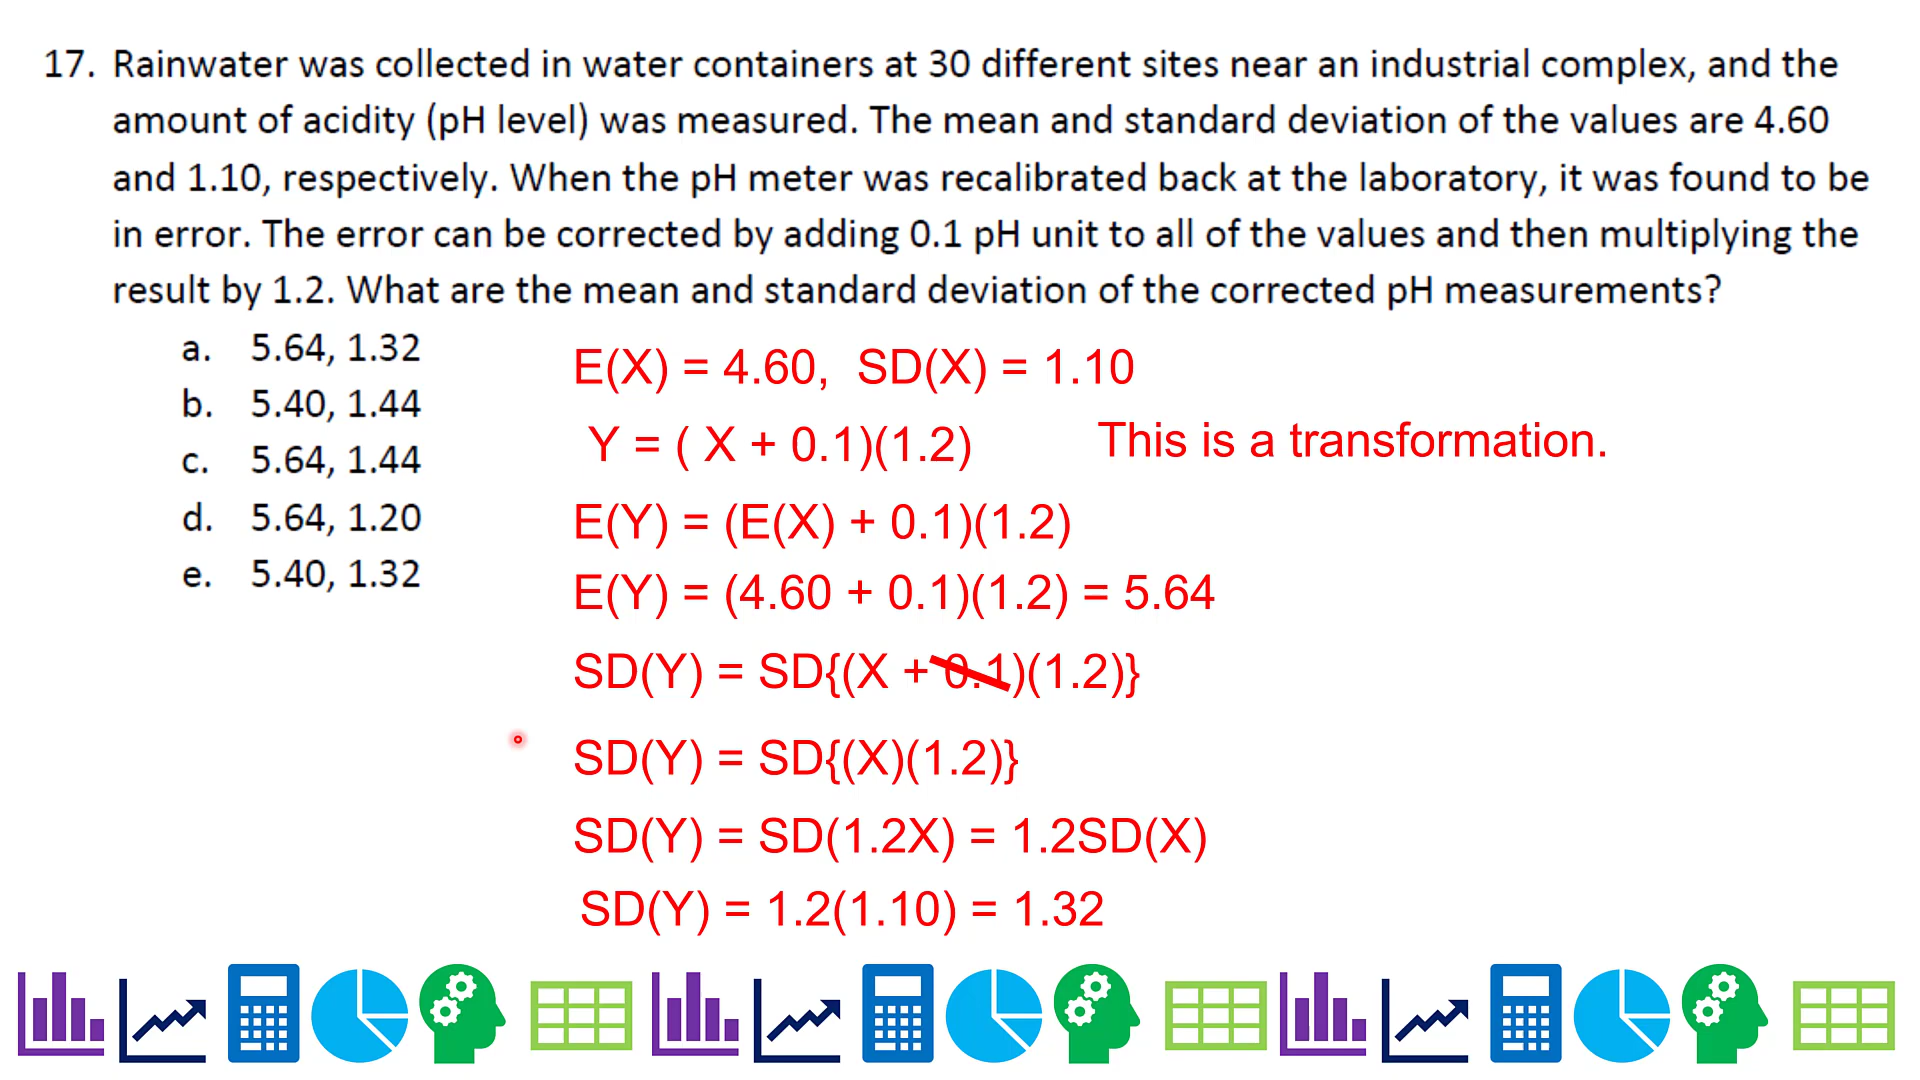 17. Rainwater was collected in water containers at 30 different sites near an industrial complex, and the
amount of acidity (pH level) was measured. The mean and standard deviation of the values are 4.60
and 1.10, respectively. When the pH meter was recalibrated back at the laboratory, it was found to be
in error. The error can be corrected by adding 0.1 pH unit to all of the values and then multiplying the
result by 1.2. What are the mean and standard deviation of the corrected pH measurements?
a. 5.64, 1.32
b. 5.40, 1.44
c. 5.64, 1.44
d. 5.64, 1.20
e. 5.40, 1.32
E(X) = 4.60, SD(X) = 1.10
Y = ( X + 0.1)(1.2) This is a transformation.
E(Y) = (E(X) + 0.1)(1.2)
E(Y) = (4.60 + 0.1)(1.2) = 5.64
SD(Y) = SD{(X + 0.1)(1.2)}
SD(Y) = SD{(X)(1.2)}
SD(Y) = SD(1.2X) = 1.2SD(X)
SD(Y) = 1.2(1.10) = 1.32